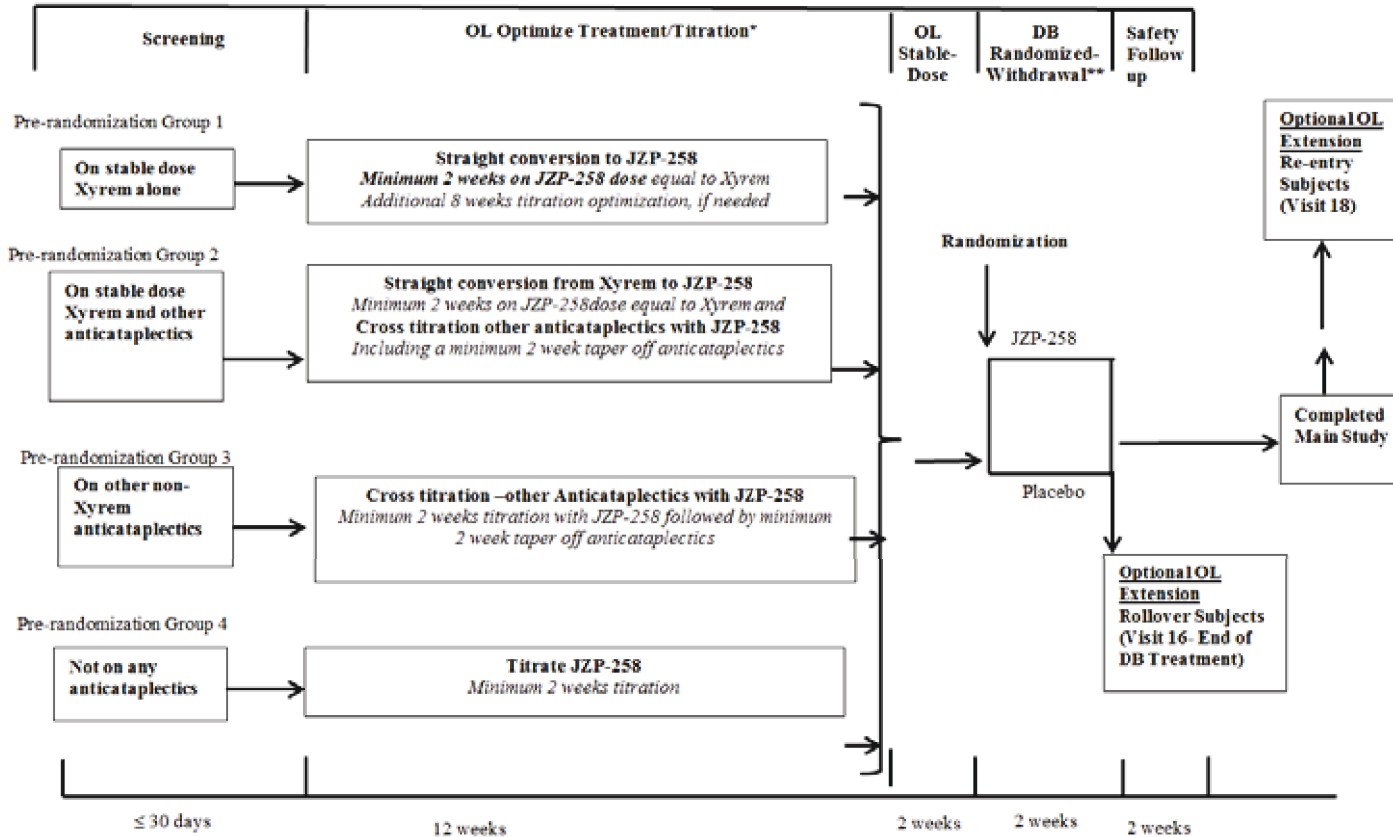 Screening
OL Optimize Treatment/Titration*
OL
Stable-
Dose
DB
Randomized-
Withdrawal**
Safety
Follow
up
Pre-randomization Group 1
On stable dose
Xyrem alone
Straight conversion to JZP-258
Minimum 2 weeks on JZP-258 dose equal to Xyrem
Additional 8 weeks titration optimization, if needed
Pre-randomization Group 2
On stable dose
Xyrem and other
anticataplectics
Straight conversion from Xyrem to JZP-258
Minimum 2 weeks on JZP-258dose equal to Xyrem and
Cross titration other anticataplectics with JZP-258
Including a minimum 2 week taper off anticataplectics
Pre-randomization Group 3
On other non-
Xyrem
anticataplectics
Cross titration –other Anticataplectics with JZP-258
Minimum 2 weeks titration with JZP-258 followed by minimum
2 week taper off anticataplectics
Pre-randomization Group 4
Not on any
anticataplectics
Titrate JZP-258
Minimum 2 weeks titration
Randomization
JZP-258
Placebo
Optional OL
Extension
Re-entry
Subjects
(Visit 18)
Completed
Main Study
Optional OL
Extension
Rollover Subjects
(Visit 16- End of
DB Treatment)
≤ 30 days
12 weeks
2 weeks
2 weeks
2 weeks